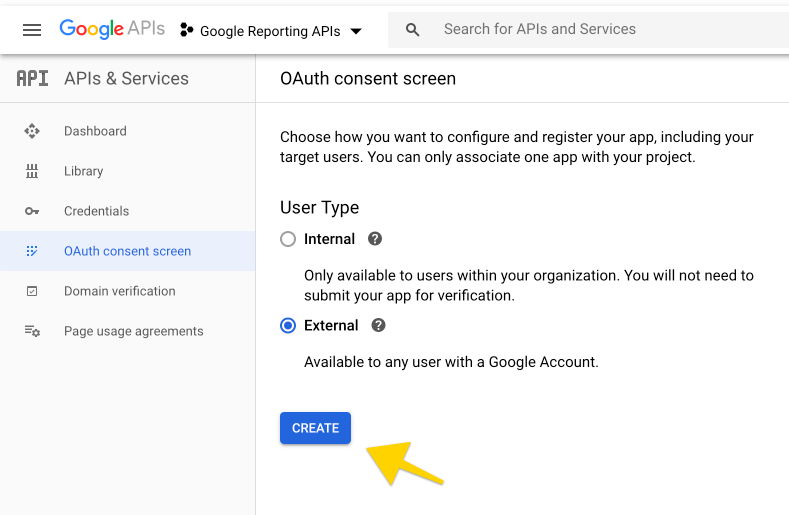 Google APIs
Google Reporting APIs
Search for APIs and Services
API APIs & Services
OAuth consent screen
Dashboard
Library
Credentials
OAuth consent screen
Domain verification
Page usage agreements
Choose how you want to configure and register your app, including your
target users. You can only associate one app with your project.
User Type
Internal ?
Only available to users within your organization. You will not need to
submit your app for verification.
External ?
Available to any user with a Google Account.
CREATE